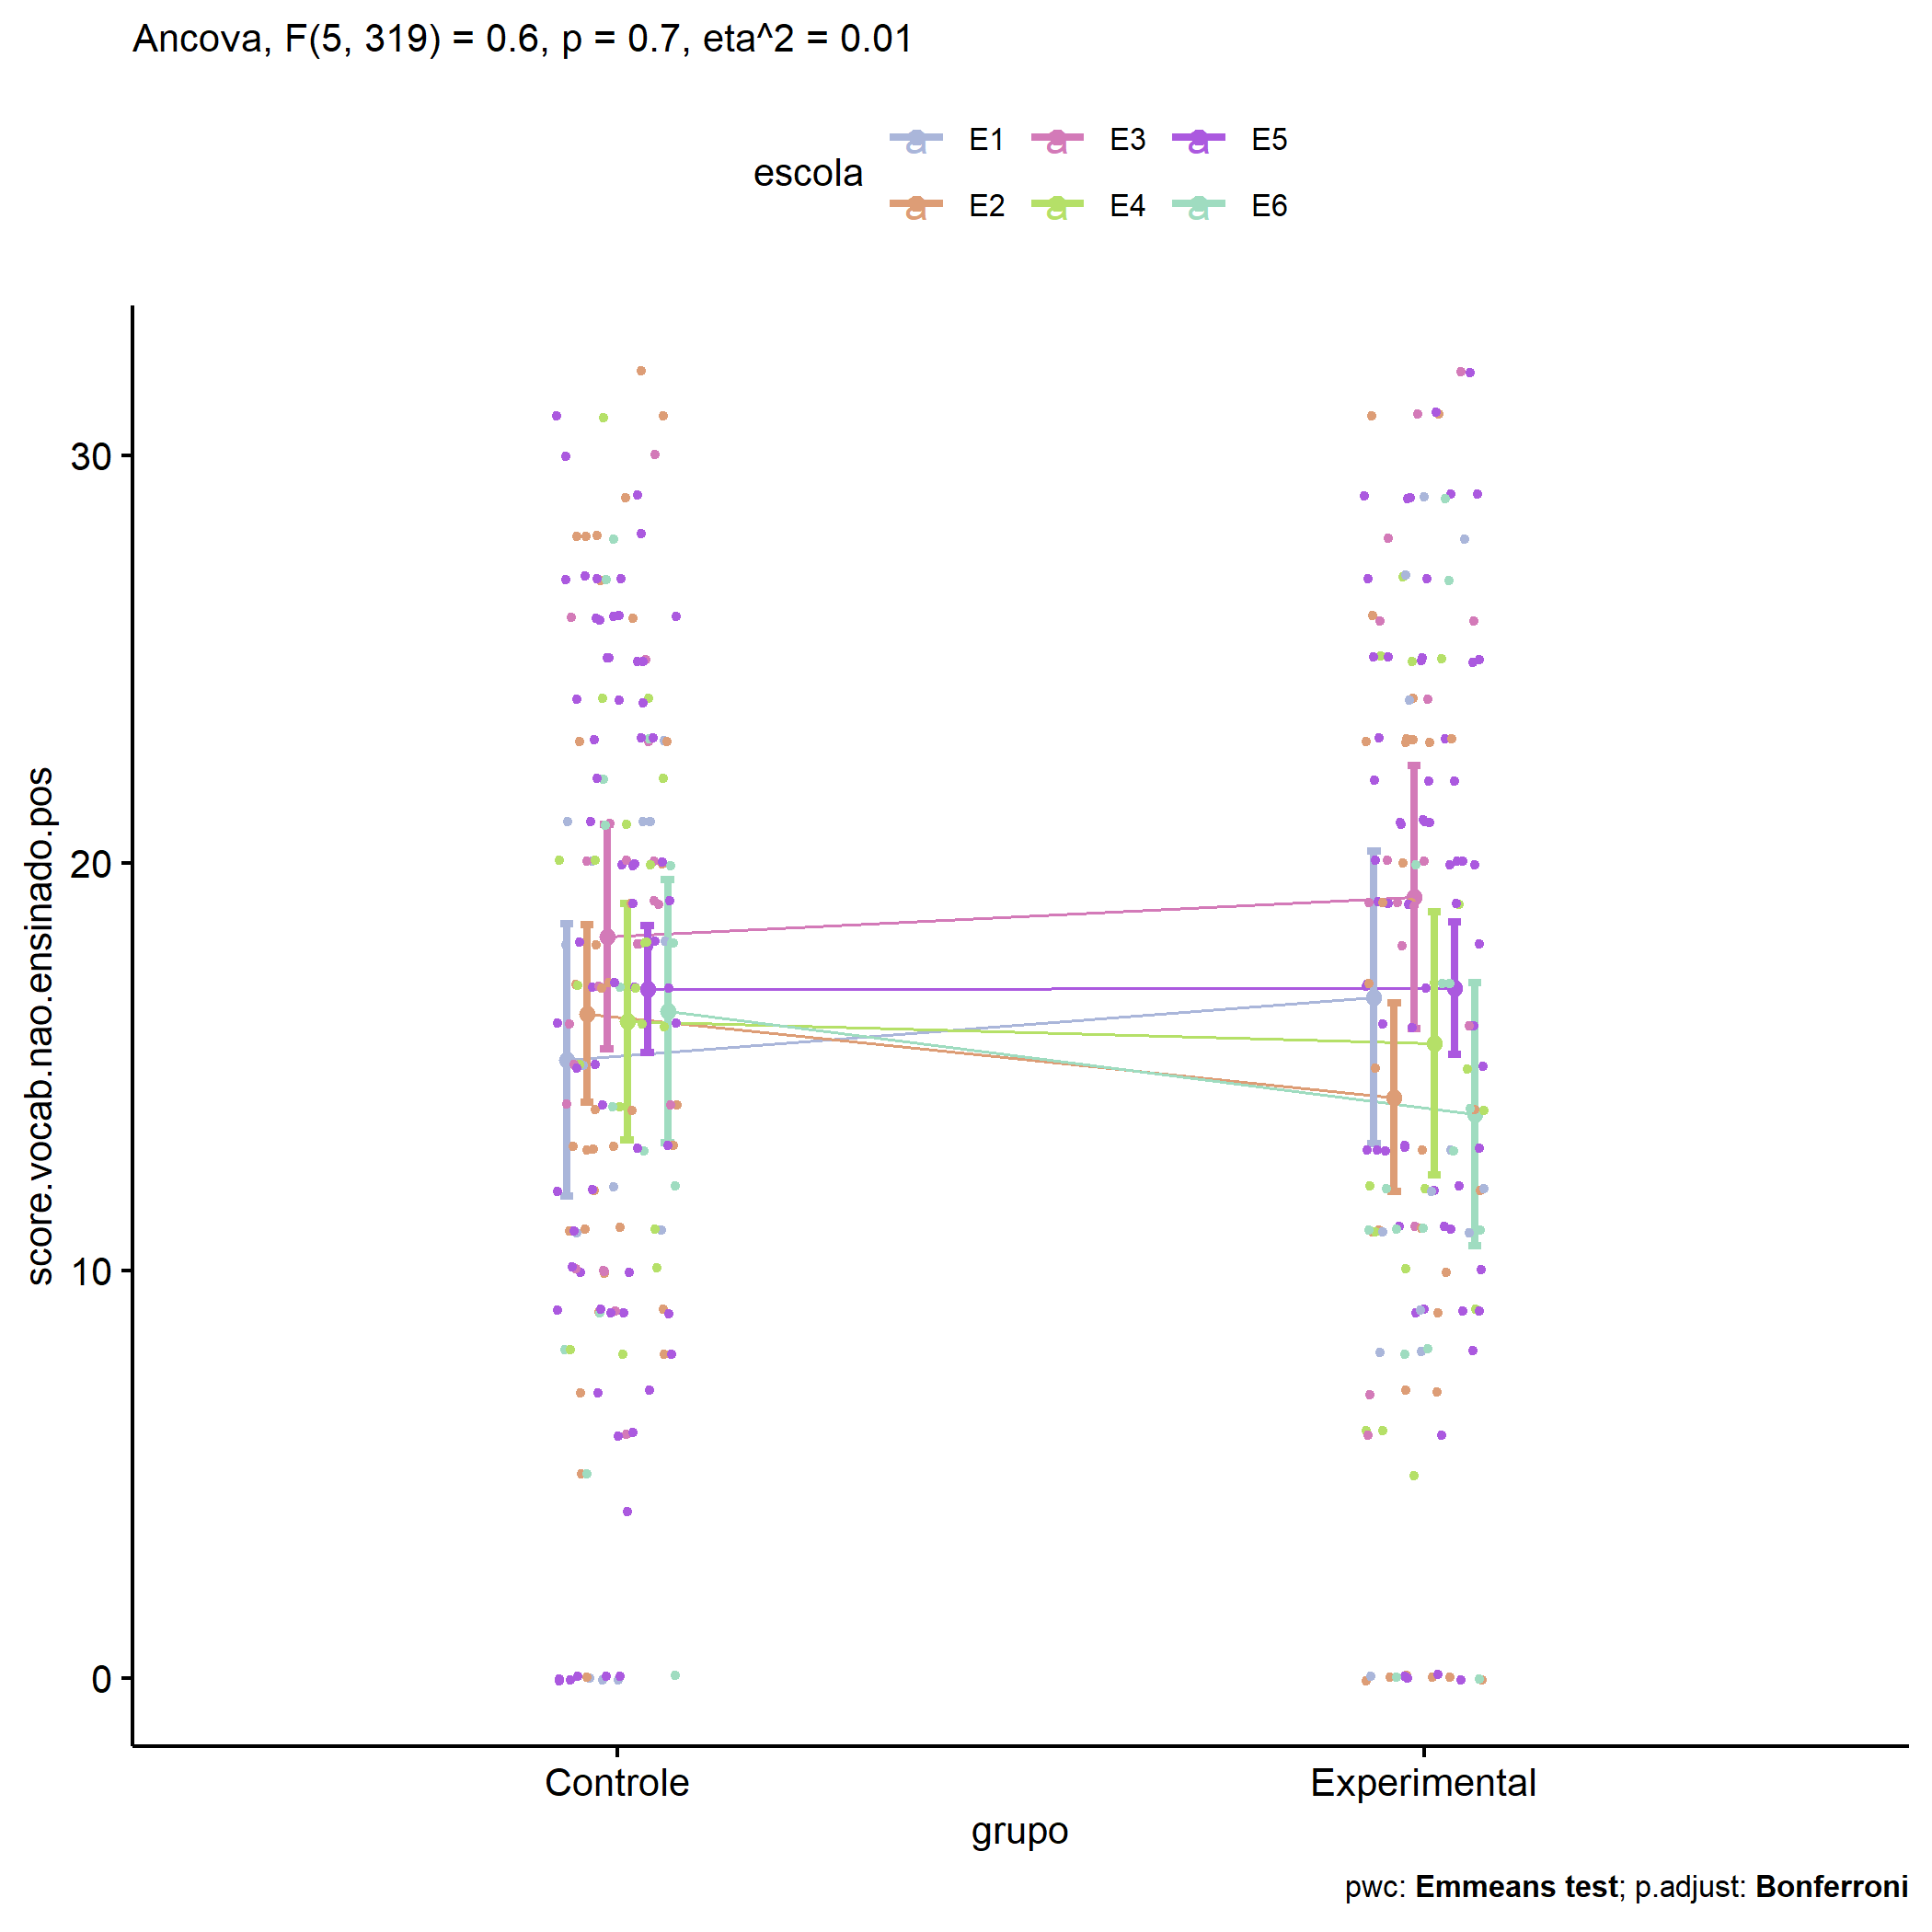 Ancova, F(5, 319) = 0.6, p = 0.7, eta^2 = 0.01
escola
a E1 a E3 a E5
a E2 a E4 a E6
score.vocab.nao.ensinado.pos
30
20
10
0
Controle Experimental
grupo
pwc: Emmeans test; p.adjust: Bonferroni